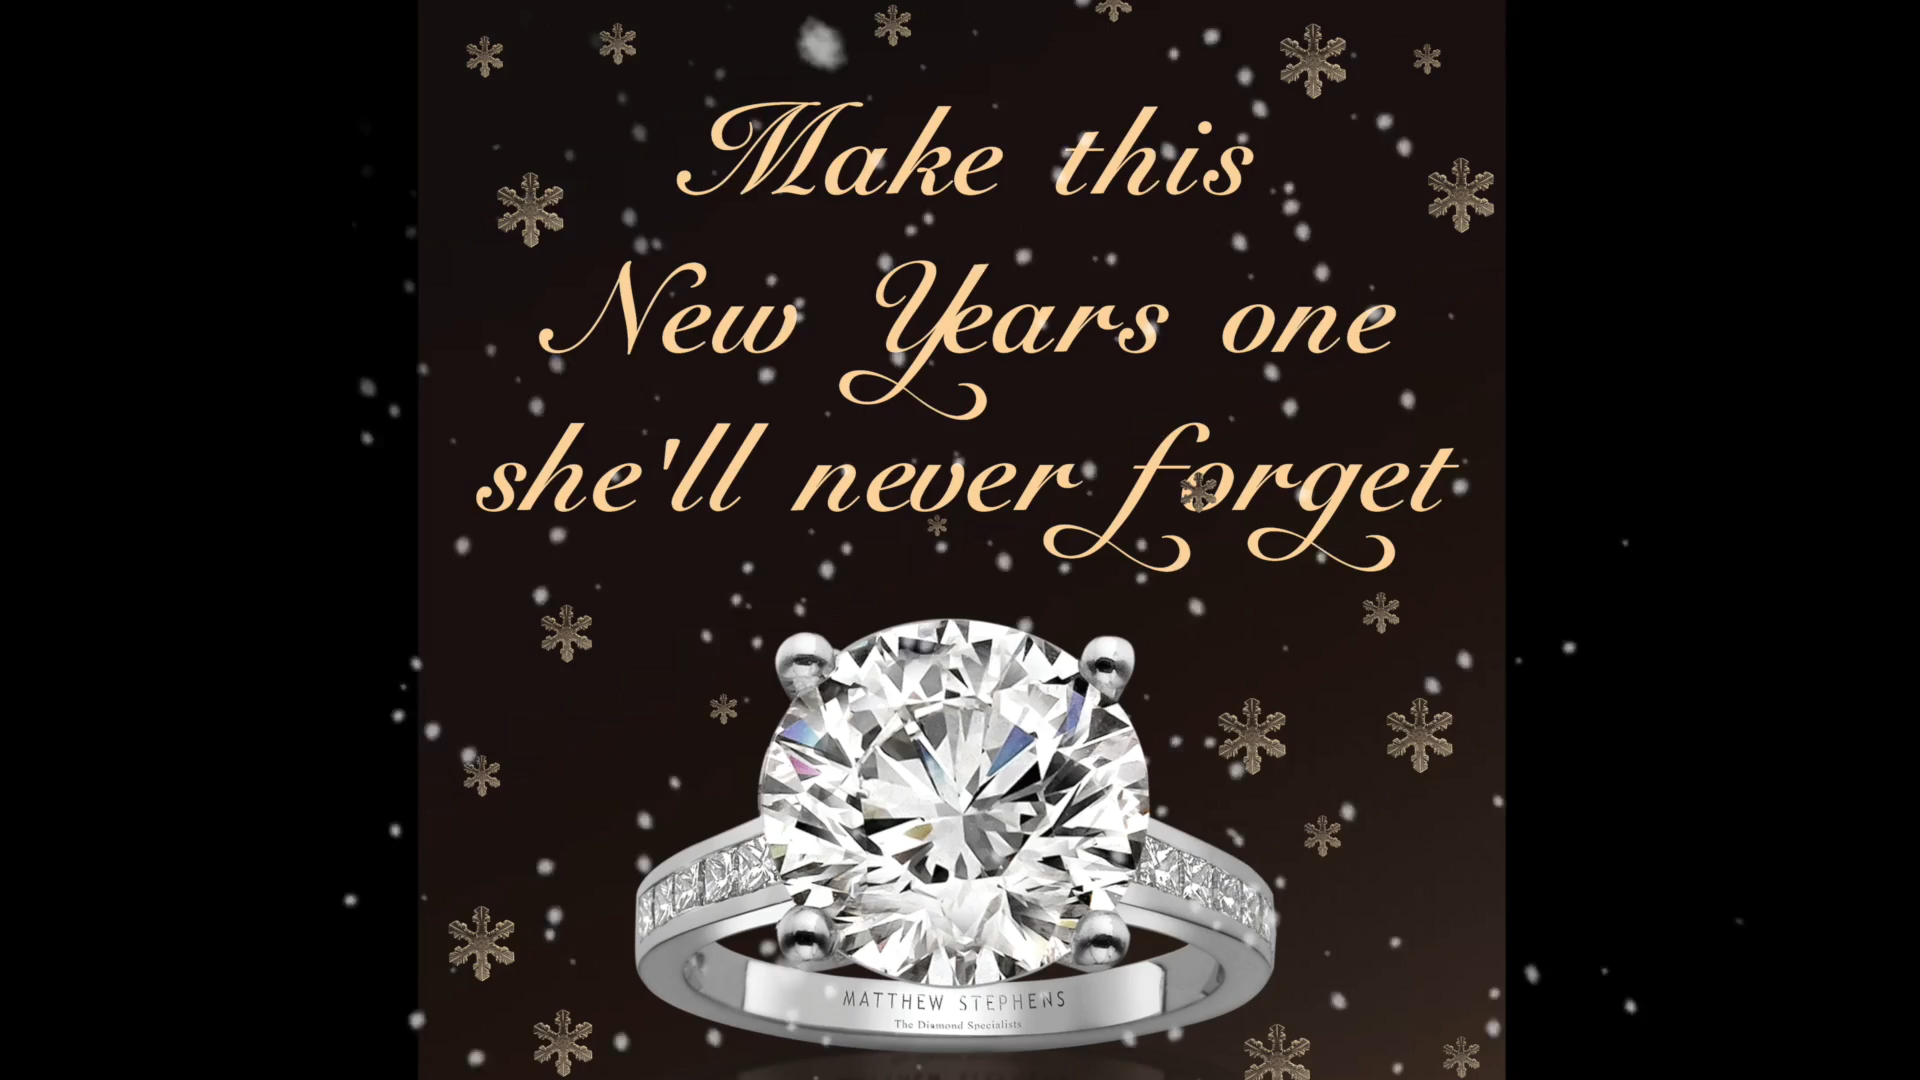 Make this
New Years one
she'll never forget
MATTHEW STEPHENS
The Diamond Specialists